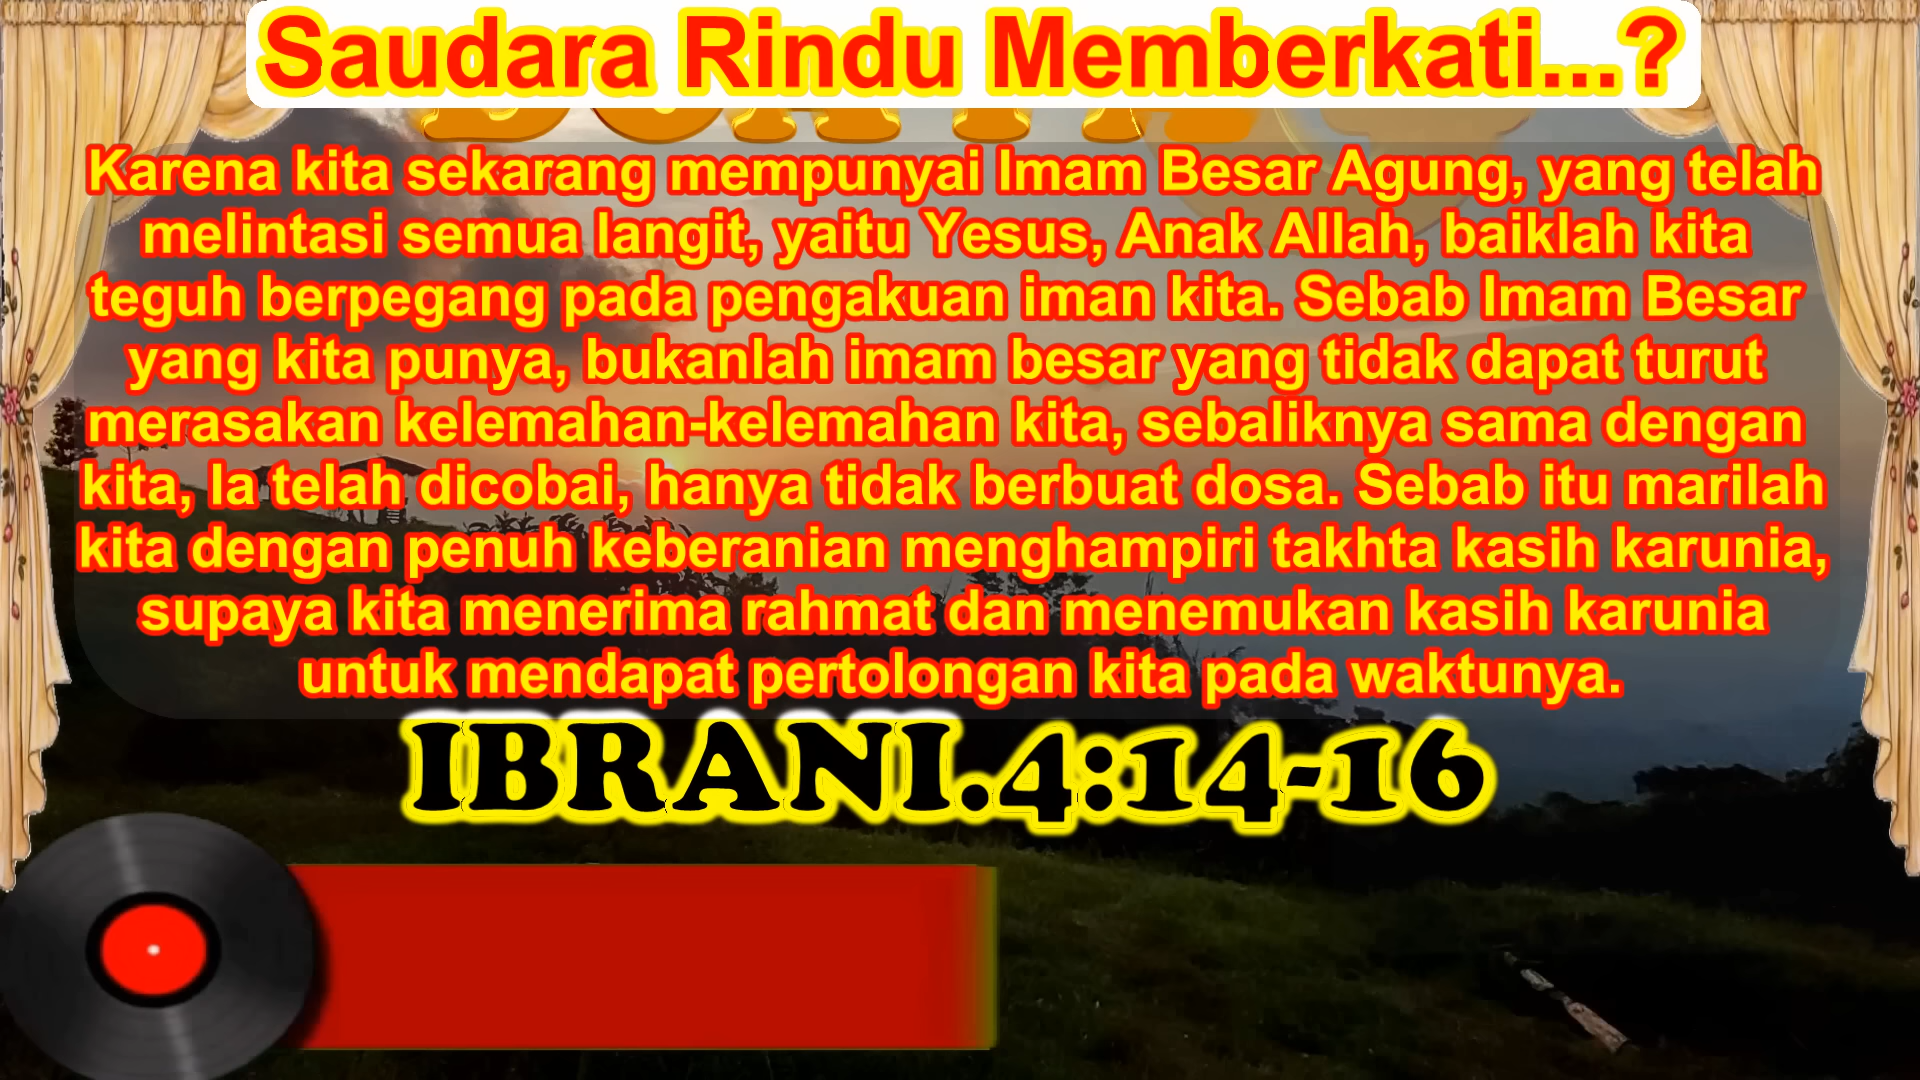 Saudara Rindu Memberkati...?
Karena kita sekarang mempunyai Imam Besar Agung, yang telah
melintasi semua langit, yaitu Yesus, Anak Allah, baiklah kita
teguh berpegang pada pengakuan iman kita. Sebab Imam Besar
yang kita punya, bukanlah imam besar yang tidak dapat turut
merasakan kelemahan-kelemahan kita, sebaliknya sama dengan
kita, Ia telah dicobai, hanya tidak berbuat dosa. Sebab itu marilah
kita dengan penuh keberanian menghampiri takhta kasih karunia,
supaya kita menerima rahmat dan menemukan kasih karunia
untuk mendapat pertolongan kita pada waktunya.
IBRANI.4:14-16